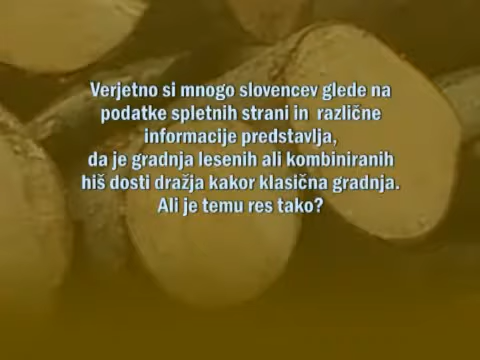 Verjetno si mnogo slovencev glede na
podatke spletnih strani in različne
informacije predstavlja,
da je gradnja lesenih ali kombiniranih
hiš dosti dražja kakor klasična gradnja.
Ali je temu res tako?